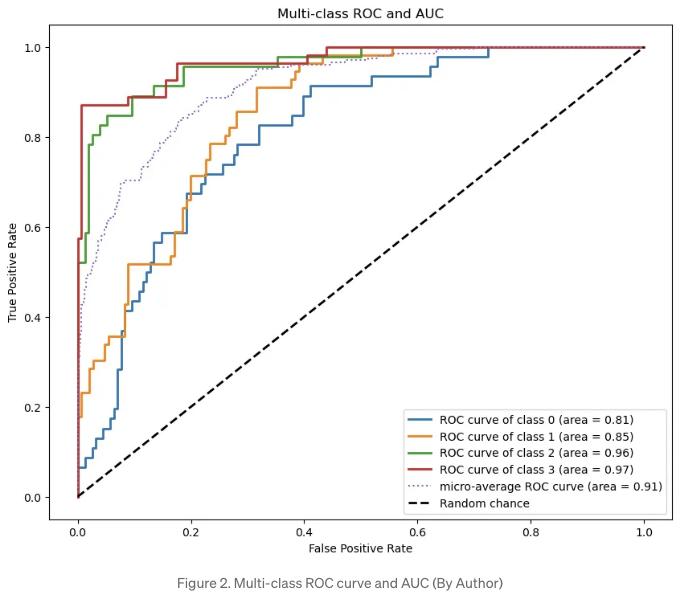 Multi-class ROC and AUC
1.0
0.8
0.6
0.4
0.2
0.0
True Positive Rate
0.0
0.2
0.4
0.6
0.8
1.0
False Positive Rate
ROC curve of class 0 (area = 0.81)
ROC curve of class 1 (area = 0.85)
ROC curve of class 2 (area = 0.96)
ROC curve of class 3 (area = 0.97)
micro-average ROC curve (area = 0.91)
Random chance
Figure 2. Multi-class ROC curve and AUC (By Author)